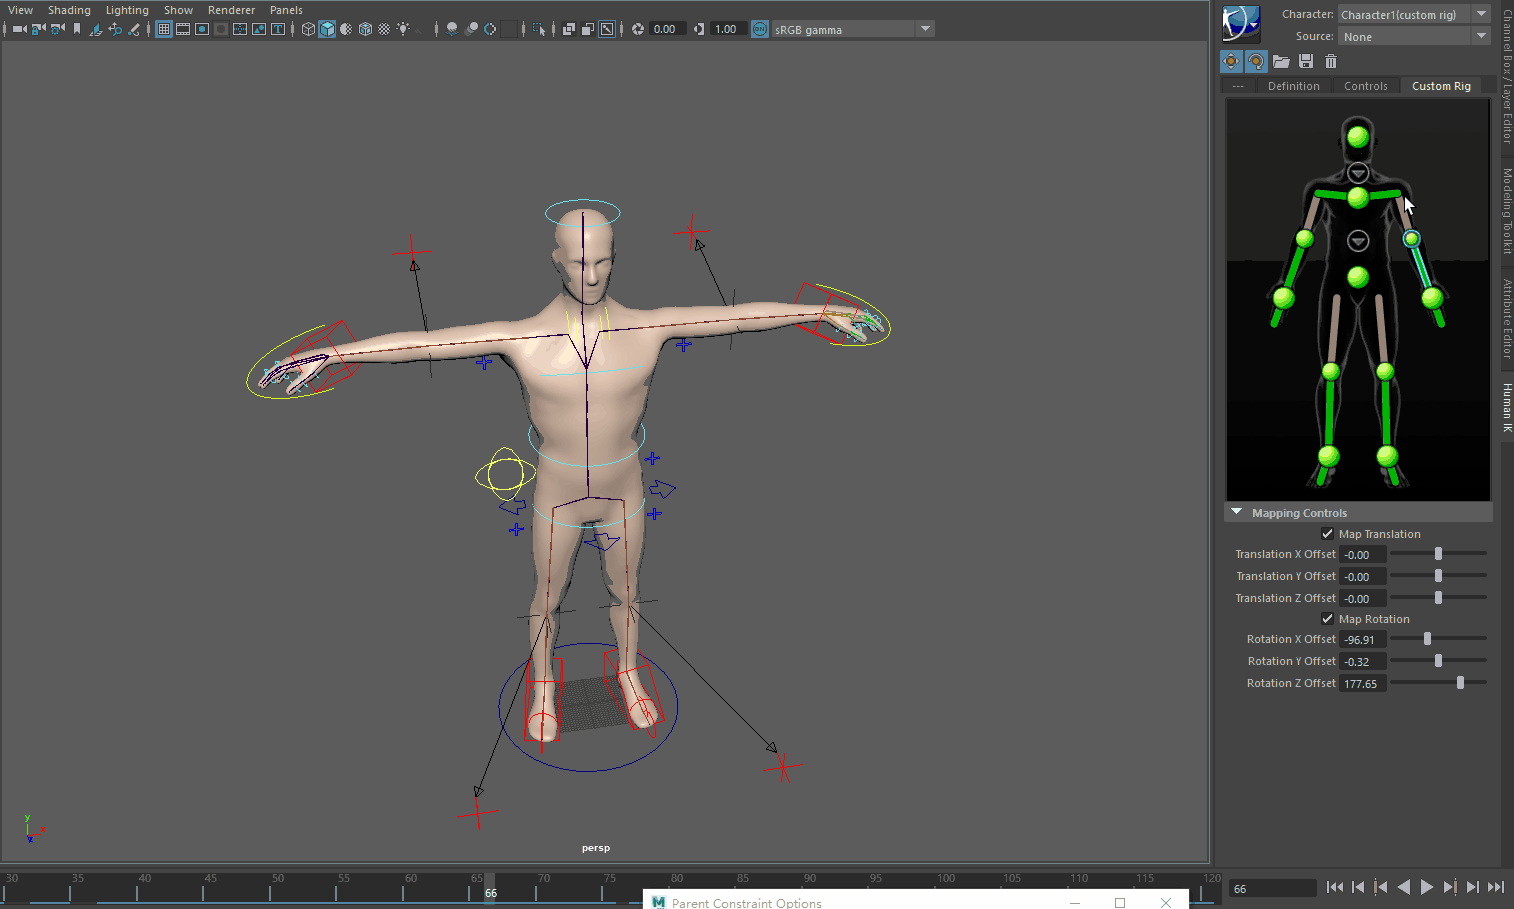 View Shading Lighting Show Renderer Panels
0.00 1.00 ON sRGB gamma
persp
y
x
z
Character: Character1(custom rig)
Source: None
--- Definition Controls Custom Rig
Mapping Controls
Map Translation
Translation X Offset -0.00
Translation Y Offset -0.00
Translation Z Offset -0.00
Map Rotation
Rotation X Offset -96.91
Rotation Y Offset -0.32
Rotation Z Offset 177.65
Channel Box / Layer Editor
Modeling Toolkit
Attribute Editor
Human IK
30 35 40 45 50 55 60 65 70 75 80 85 90 95 100 105 110 115 120
66
66
M Parent Constraint Options